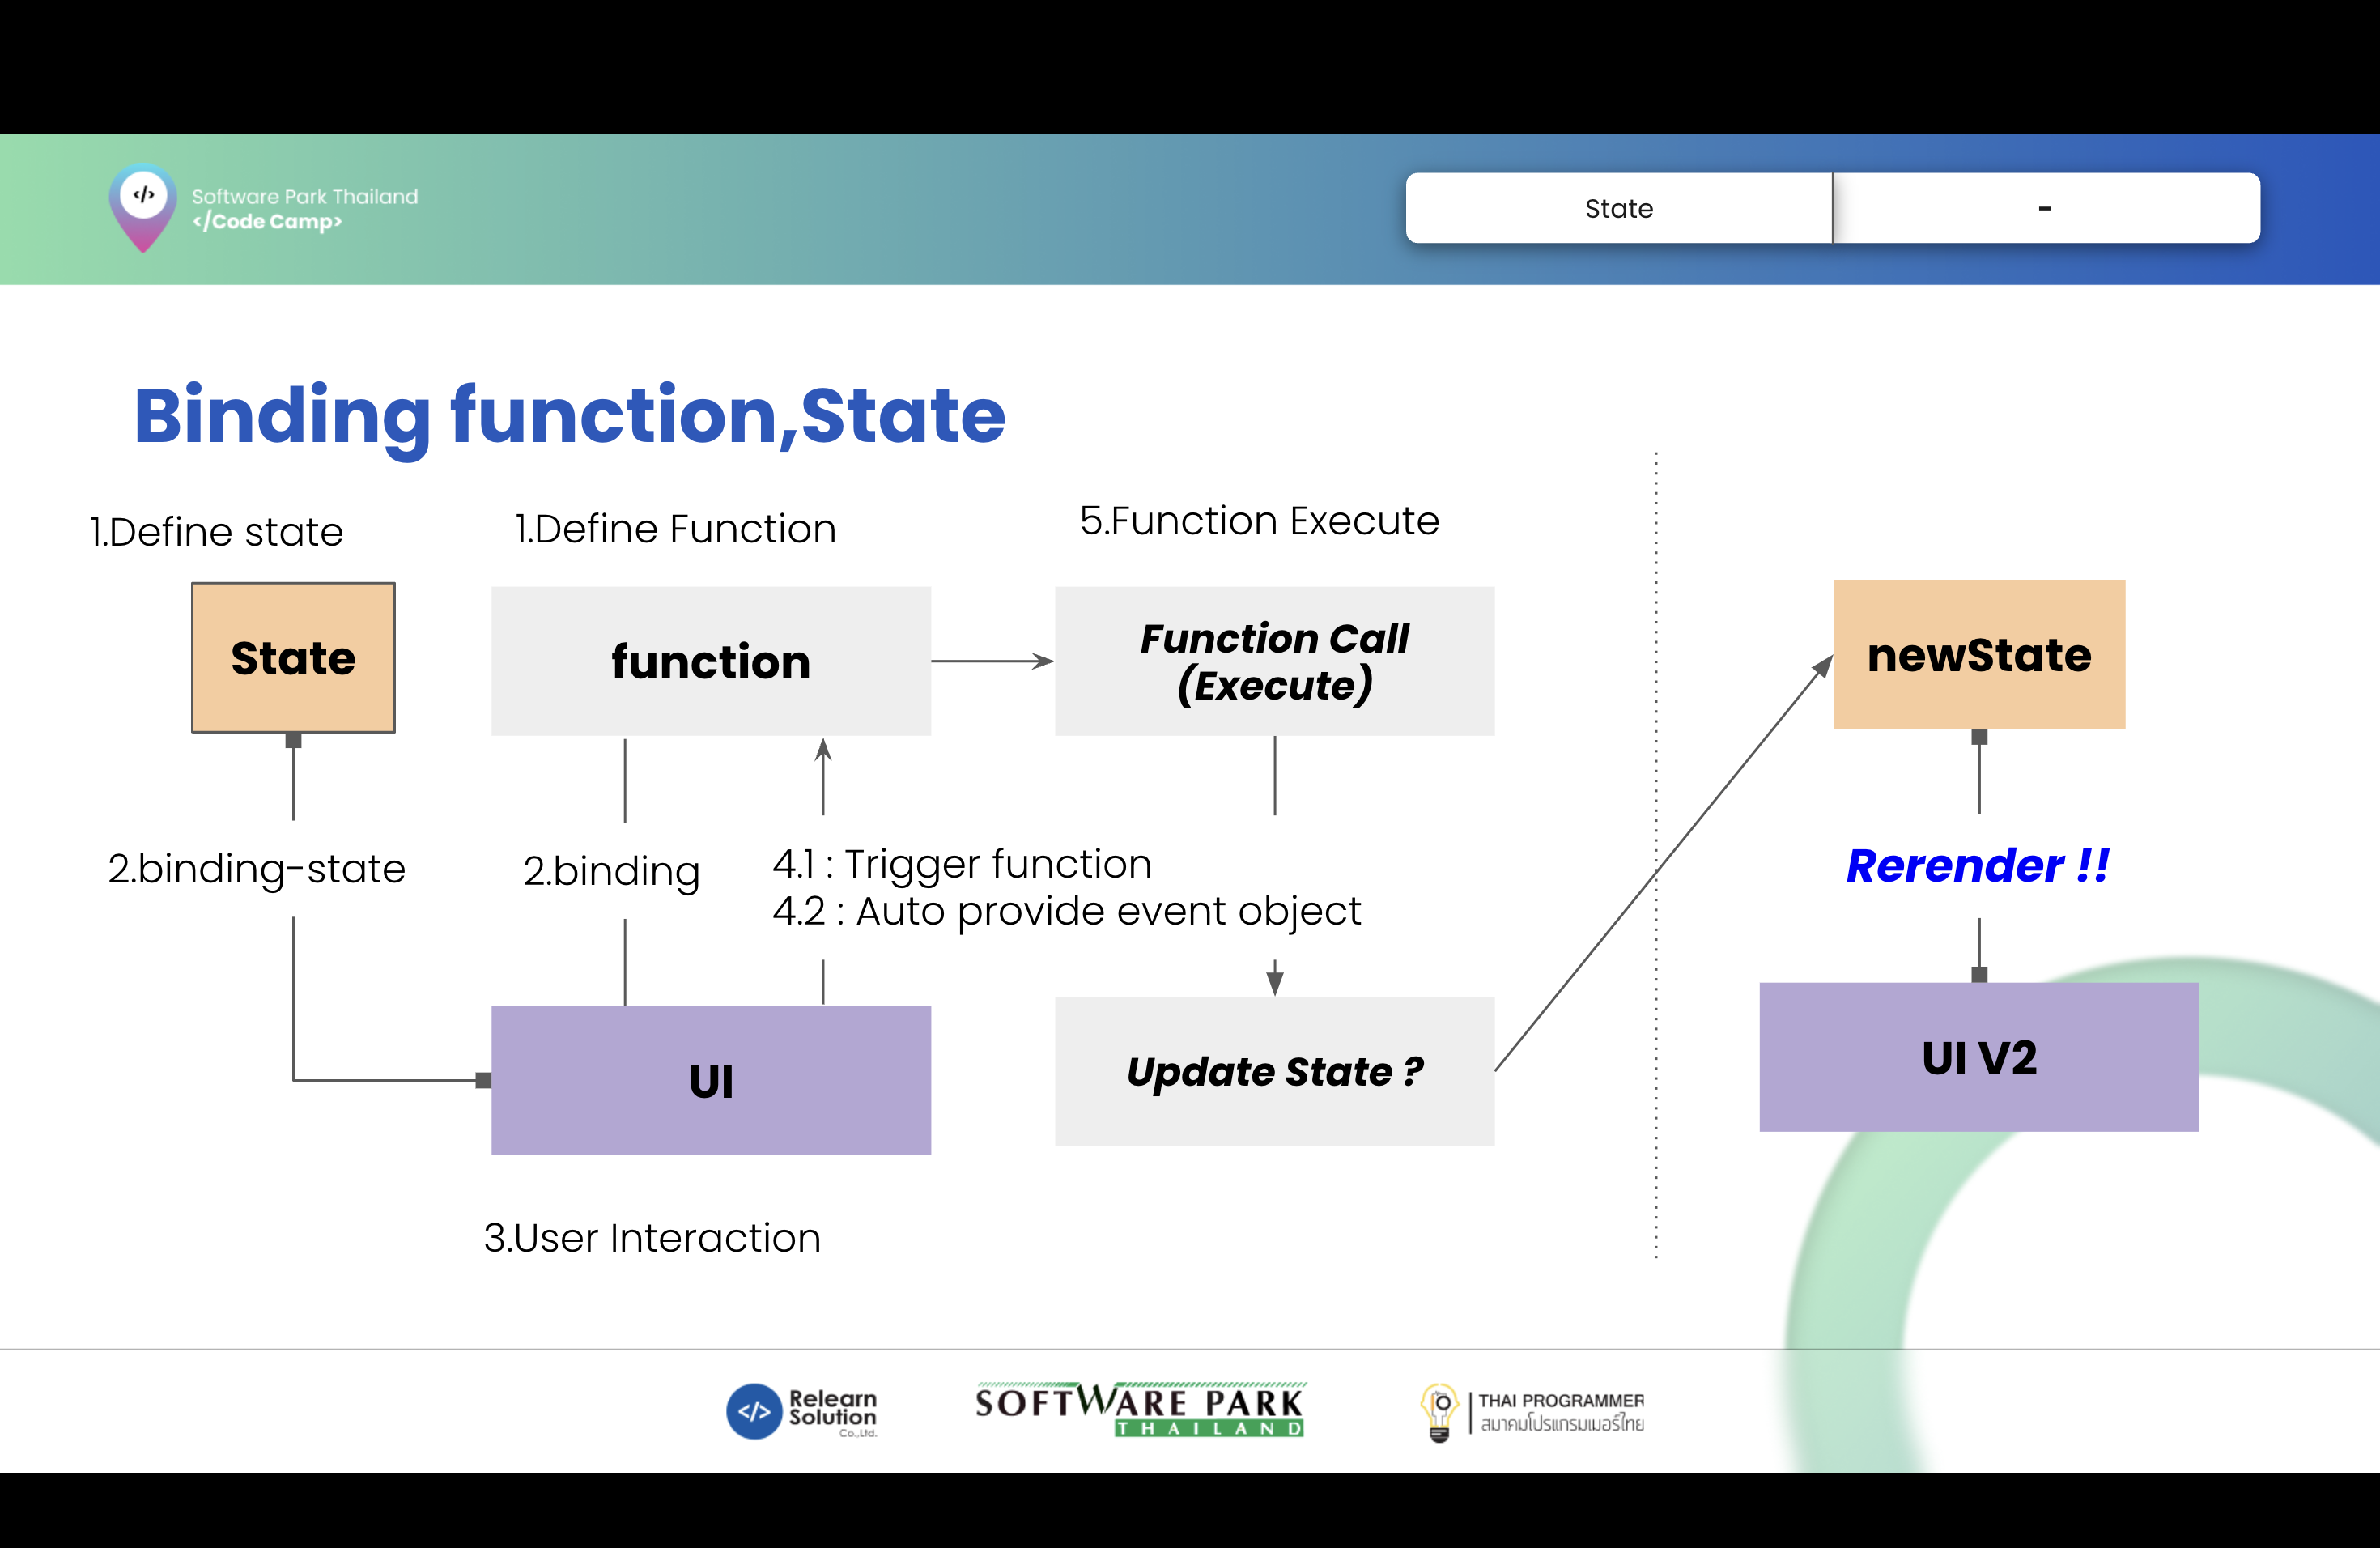 </>
Software Park Thailand
</Code Camp>
State
-
Binding function,State
1.Define state
1.Define Function
5.Function Execute
State
function
Function Call
(Execute)
newState
2.binding-state
2.binding
4.1 : Trigger function
4.2 : Auto provide event object
Rerender !!
UI
Update State ?
UI V2
3.User Interaction
</>
Relearn
Solution
Co.,Ltd.
SOFTWARE PARK
THAILAND
THAI PROGRAMMER
สมาคมโปรแกรมเมอร์ไทย